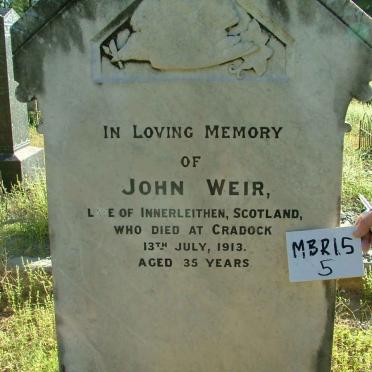 IN LOVING MEMORY
OF
JOHN WEIR,
L E OF INNERLEITHEN, SCOTLAND,
WHO DIED AT CRADOCK
13TH JULY, 1913.
AGED 35 YEARS
MBR15
5